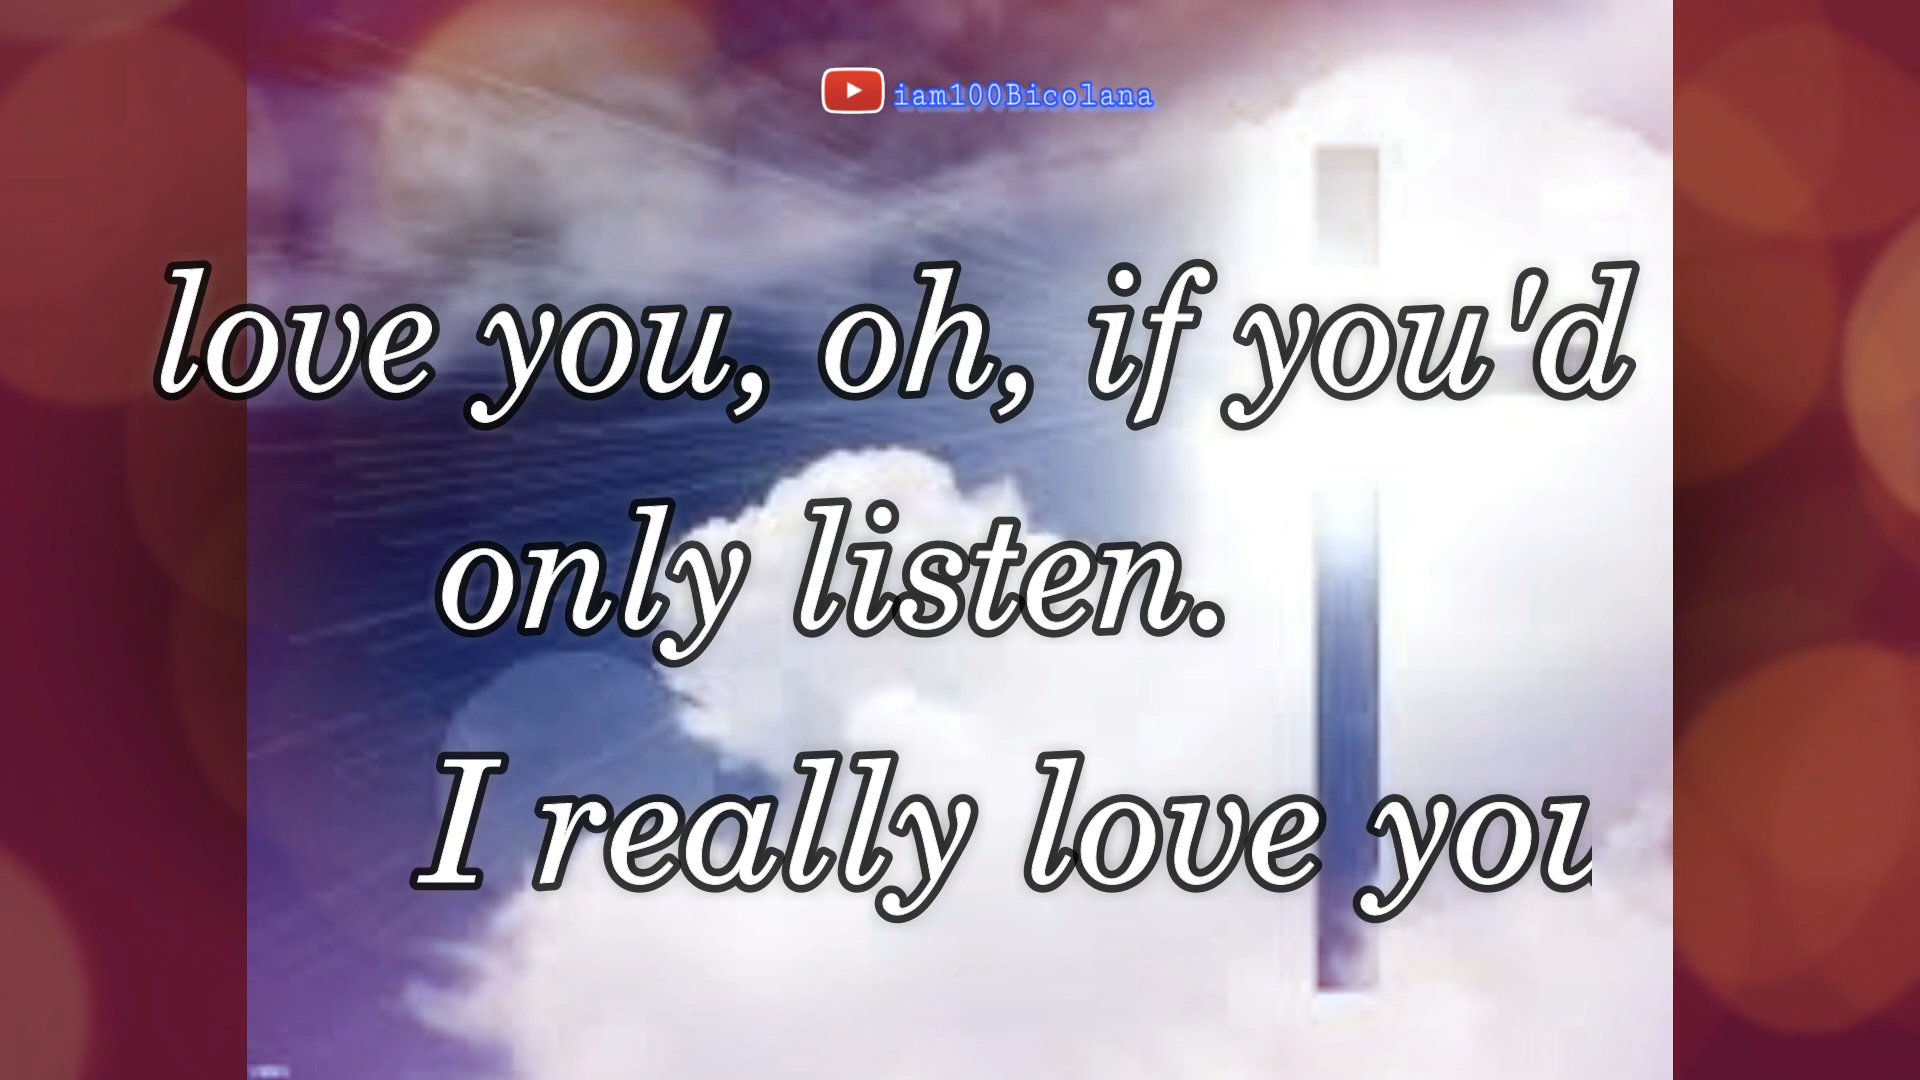 iam100Bicolana
love you, oh, if you'd
only listen.
I really love you